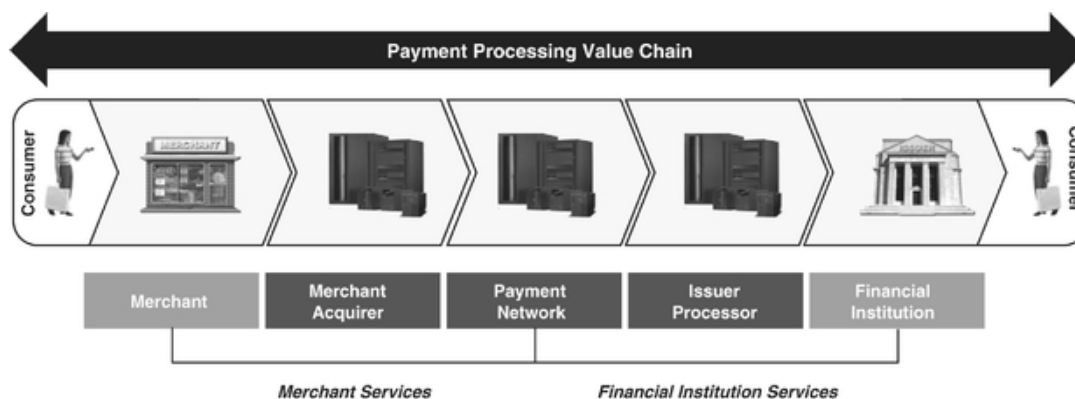 Payment Processing Value Chain
Consumer
MERCHANT
ISSUER
Consumer
Merchant
Merchant
Acquirer
Payment
Network
Issuer
Processor
Financial
Institution
Merchant Services
Financial Institution Services